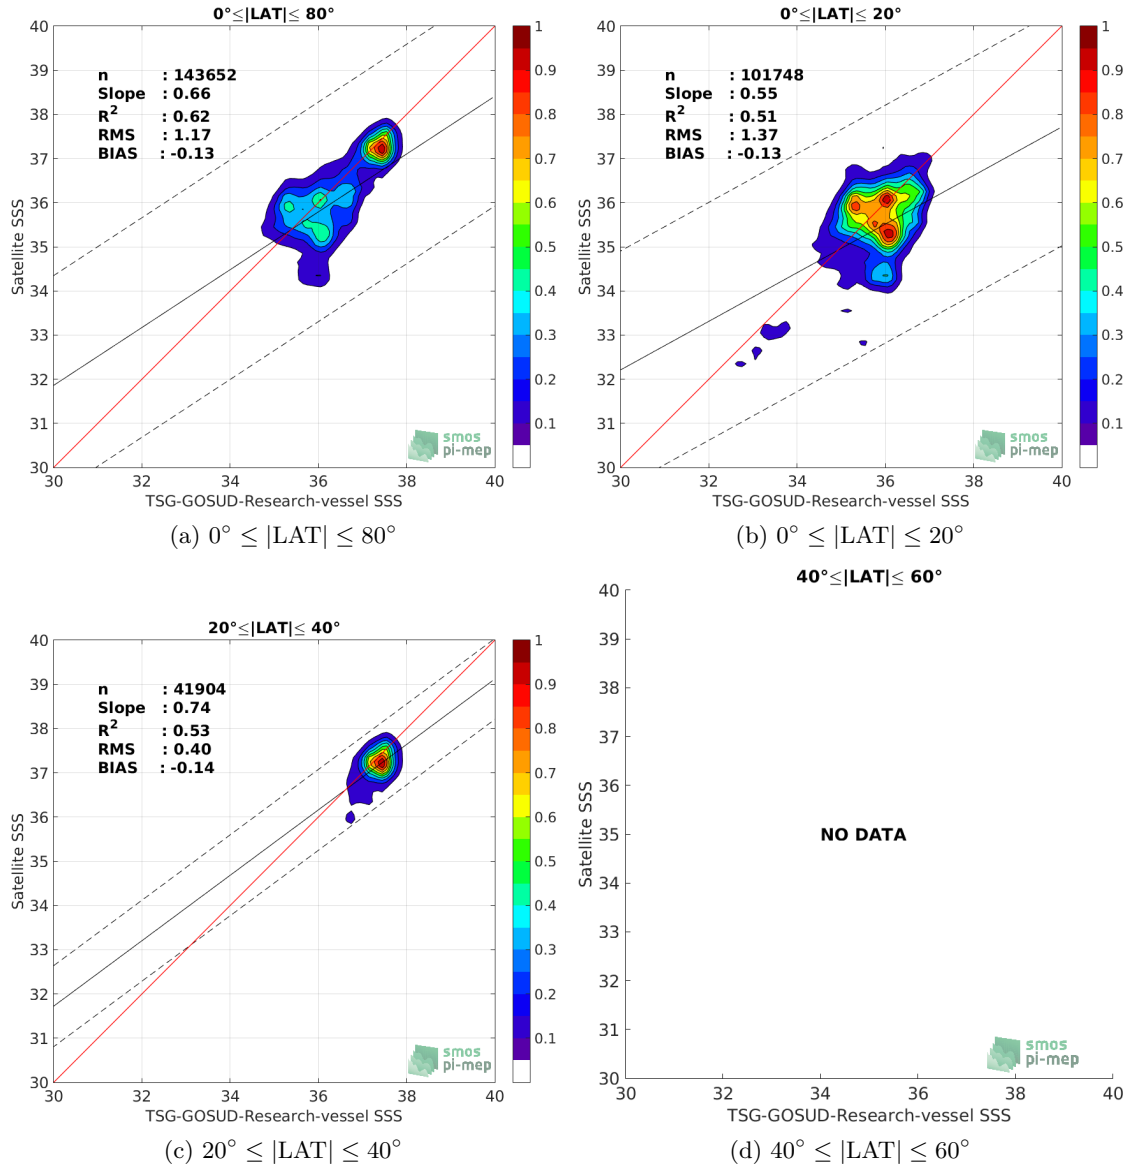 0°≤|LAT|≤ 80°
n : 143652
Slope : 0.66
R² : 0.62
RMS : 1.17
BIAS : -0.13
40
39
38
37
36
35
34
33
32
31
30
30 32 34 36 38 40
Satellite SSS
TSG-GOSUD-Research-vessel SSS
1
0.9
0.8
0.7
0.6
0.5
0.4
0.3
0.2
0.1
smos
pi-mep
(a) 0° ≤ |LAT| ≤ 80°
0°≤|LAT|≤ 20°
n : 101748
Slope : 0.55
R² : 0.51
RMS : 1.37
BIAS : -0.13
40
39
38
37
36
35
34
33
32
31
30
30 32 34 36 38 40
Satellite SSS
TSG-GOSUD-Research-vessel SSS
1
0.9
0.8
0.7
0.6
0.5
0.4
0.3
0.2
0.1
smos
pi-mep
(b) 0° ≤ |LAT| ≤ 20°
20°≤|LAT|≤ 40°
n : 41904
Slope : 0.74
R² : 0.53
RMS : 0.40
BIAS : -0.14
40
39
38
37
36
35
34
33
32
31
30
30 32 34 36 38 40
Satellite SSS
TSG-GOSUD-Research-vessel SSS
1
0.9
0.8
0.7
0.6
0.5
0.4
0.3
0.2
0.1
smos
pi-mep
(c) 20° ≤ |LAT| ≤ 40°
40°≤|LAT|≤ 60°
40
39
38
37
36
35
34
33
32
31
30
30 32 34 36 38 40
Satellite SSS
NO DATA
TSG-GOSUD-Research-vessel SSS
smos
pi-mep
(d) 40° ≤ |LAT| ≤ 60°